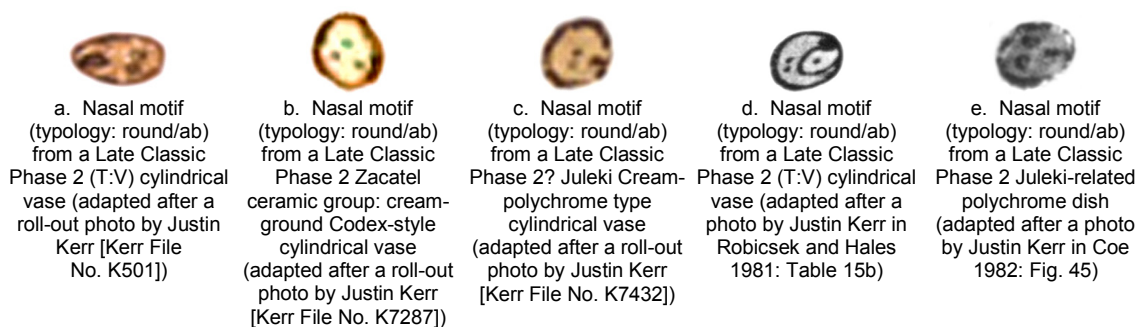 a. Nasal motif
(typology: round/ab)
from a Late Classic
Phase 2 (T:V) cylindrical
vase (adapted after a
roll-out photo by Justin
Kerr [Kerr File
No. K501])
b. Nasal motif
(typology: round/ab)
from a Late Classic
Phase 2 Zacatel
ceramic group: cream-
ground Codex-style
cylindrical vase
(adapted after a roll-out
photo by Justin Kerr
[Kerr File No. K7287])
c. Nasal motif
(typology: round/ab)
from a Late Classic
Phase 2? Juleki Cream-
polychrome type
cylindrical vase
(adapted after a roll-out
photo by Justin Kerr
[Kerr File No. K7432])
d. Nasal motif
(typology: round/ab)
from a Late Classic
Phase 2 (T:V) cylindrical
vase (adapted after a
photo by Justin Kerr in
Robicsek and Hales
1981: Table 15b)
e. Nasal motif
(typology: round/ab)
from a Late Classic
Phase 2 Juleki-related
polychrome dish
(adapted after a photo
by Justin Kerr in Coe
1982: Fig. 45)